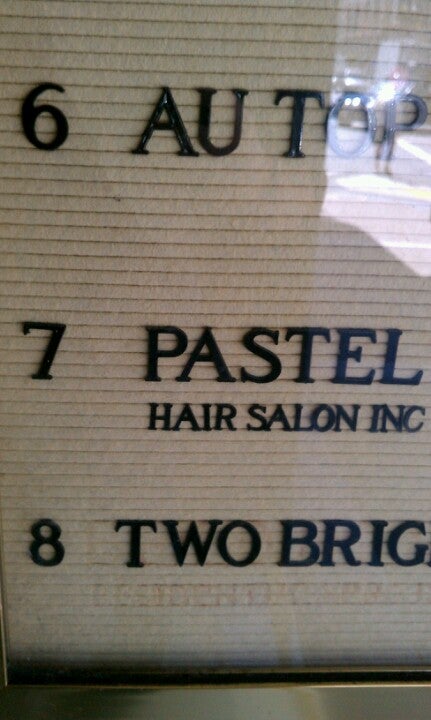 6 AU TOP
7 PASTEL
HAIR SALON INC
8 TWO BRIG